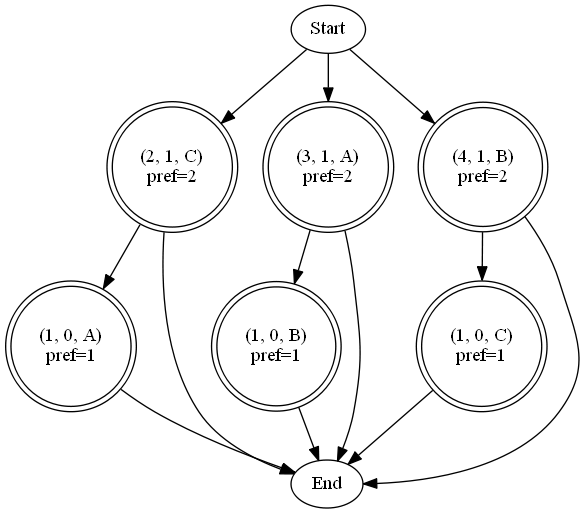 Start
(2, 1, C)
pref=2
(3, 1, A)
pref=2
(4, 1, B)
pref=2
(1, 0, A)
pref=1
(1, 0, B)
pref=1
(1, 0, C)
pref=1
End